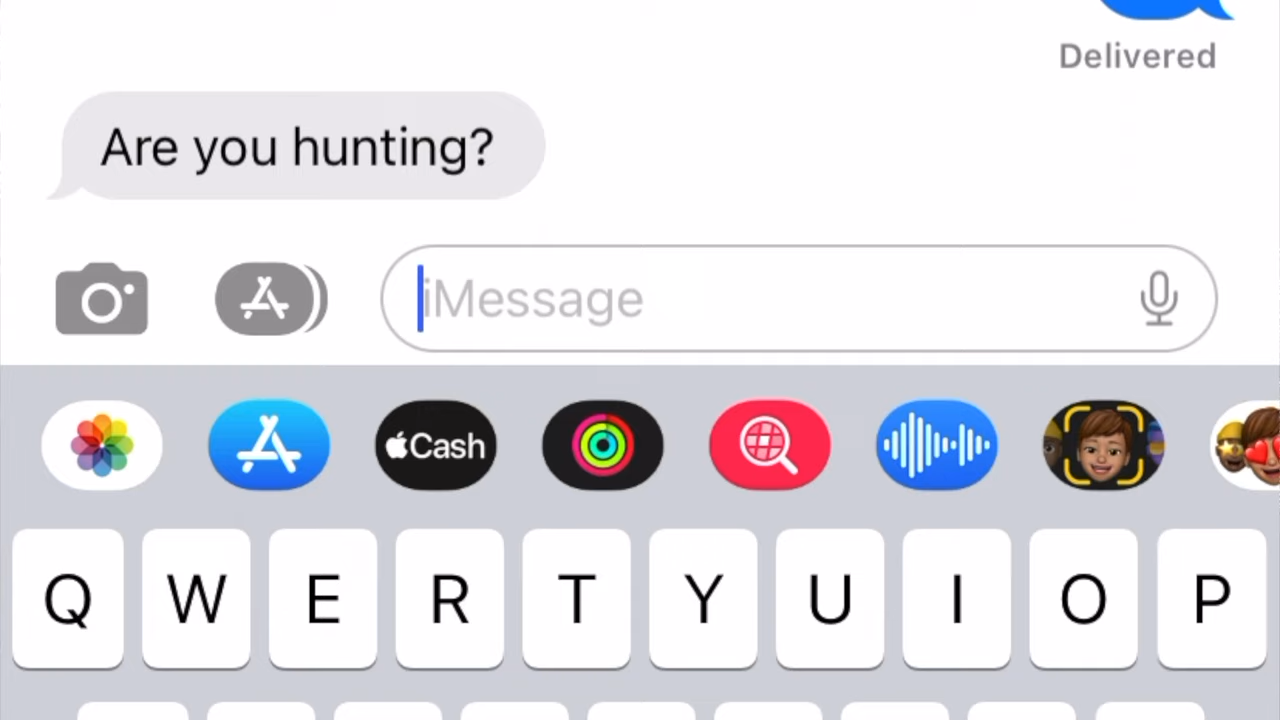 Delivered
Are you hunting?
iMessage
Cash
Q W E R T Y U I O P